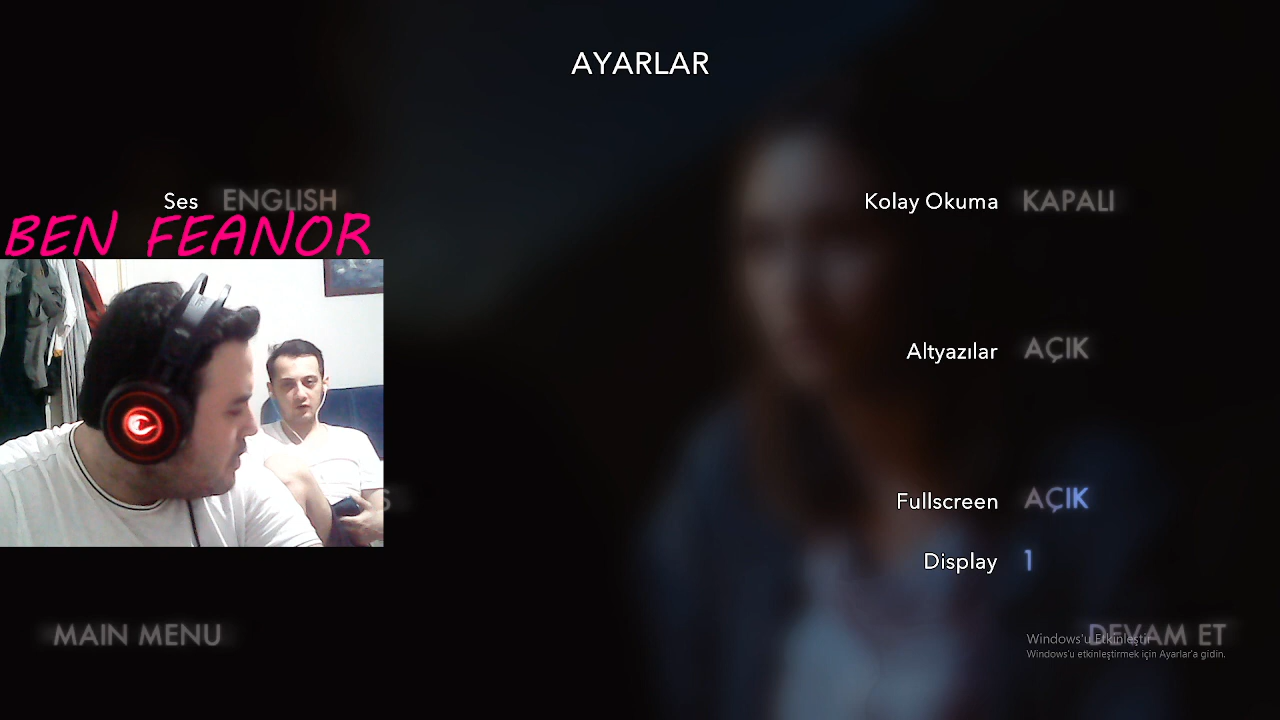 AYARLAR
Ses ENGLISH
Kolay Okuma KAPALI
BEN FEANOR
Altyazılar AÇIK
Fullscreen AÇIK
Display 1
MAIN MENU
DEVAM ET
Windows'u Etkinleştir
Windows'u etkinleştirmek için Ayarlar'a gidin.